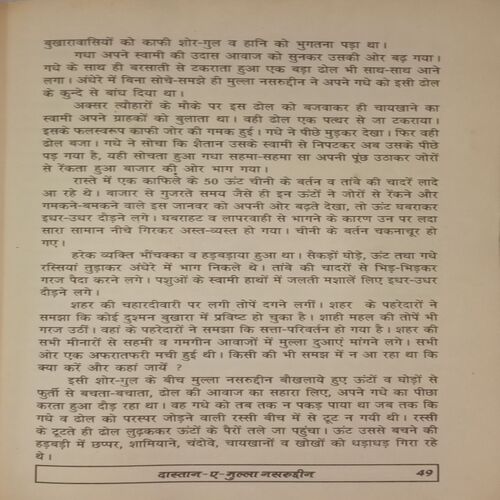 बुखारावासियों को काफी शोर-गुल व हानि को भुगतना पड़ा था।
गधा अपने स्वामी की उदास आवाज को सुनकर उसकी ओर बढ़ गया।
गधे के साथ ही बरसाती से टकराता हुआ एक बड़ा ढोल भी साथ-साथ आने
लगा। अंधेरे में बिना सोचे-समझे ही मुल्ला नसरुद्दीन ने अपने गधे को इसी ढोल
के कुन्दे से बांध दिया था।
अक्सर त्यौहारों के मौके पर इस ढोल को बजवाकर ही चायखाने का
स्वामी अपने ग्राहकों को बुलाता था। वही ढोल एक पत्थर से जा टकराया।
इसके फलस्वरूप काफी जोर की गमक हुई। गधे ने पीछे मुड़कर देखा। फिर वही
ढोल बजा। गधे ने सोचा कि शैतान उसके स्वामी से निपटकर अब उसके पीछे
पड़ गया है, यही सोचता हुआ गधा सहमा-सहमा सा अपनी पूंछ उठाकर जोरों
से रेंकता हुआ बाजार की ओर भाग गया।
रास्ते में एक काफिले के 50 ऊंट चीनी के बर्तन व तांबे की चादरें लादे
आ रहे थे। बाजार से गुजरते समय जैसे ही इन ऊंटों ने जोरों से रेंकने और
गमकने-बमकने वाले इस जानवर को अपनी ओर बढ़ते देखा, तो ऊंट घबराकर
इधर-उधर दौड़ने लगे। घबराहट व लापरवाही से भागने के कारण उन पर लदा
सारा सामान नीचे गिरकर अस्त-व्यस्त हो गया। चीनी के बर्तन चकनाचूर हो
गए।
हरेक व्यक्ति भौंचक्का व हड़बड़ाया हुआ था। सैकड़ों घोड़े, ऊंट तथा गधे
रस्सियां तुड़ाकर अंधेरे में भाग निकले थे। तांबे की चादरों से भिड़-भिड़कर
गरज पैदा करने लगे। पशुओं के स्वामी हाथों में जलती मशालें लिए इधर-उधर
दौड़ने लगे।
शहर की चहारदीवारी पर लगी तोपें दगने लगीं। शहर के पहरेदारों ने
समझा कि कोई दुश्मन बुखारा में प्रविष्ट हो चुका है। शाही महल की तोपें भी
गरज उठीं। वहां के पहरेदारों ने समझा कि सत्ता-परिवर्तन हो गया है। शहर की
सभी मीनारों से सहमी व गमगीन आवाजों में मुल्ला दुआएं मांगने लगे। सभी
ओर एक अफरातफरी मची हुई थी। किसी की भी समझ में न आ रहा था कि
क्या करें और कहां जायें ?
इसी शोर-गुल के बीच मुल्ला नसरुद्दीन बौखलाये हुए ऊंटों व घोड़ों से
फुर्ती से बचता-बचाता, ढोल की आवाज का सहारा लिए, अपने गधे का पीछा
करता हुआ दौड़ रहा था। वह गधे को तब तक न पकड़ पाया था जब तक कि
गधे व ढोल को परस्पर जोड़ने वाली रस्सी बीच में से टूट न गयी थी। रस्सी
के टूटते ही ढोल लुढ़ककर ऊंटों के पैरों तले जा पहुंचा। ऊंट उससे बचने की
हड़बड़ी में छप्पर, शामियाने, चंदोवे, चायखानों व खोखों को धड़ाधड़ गिरा रहे
थे।
दास्तान-ए-मुल्ला नसरुद्दीन 49